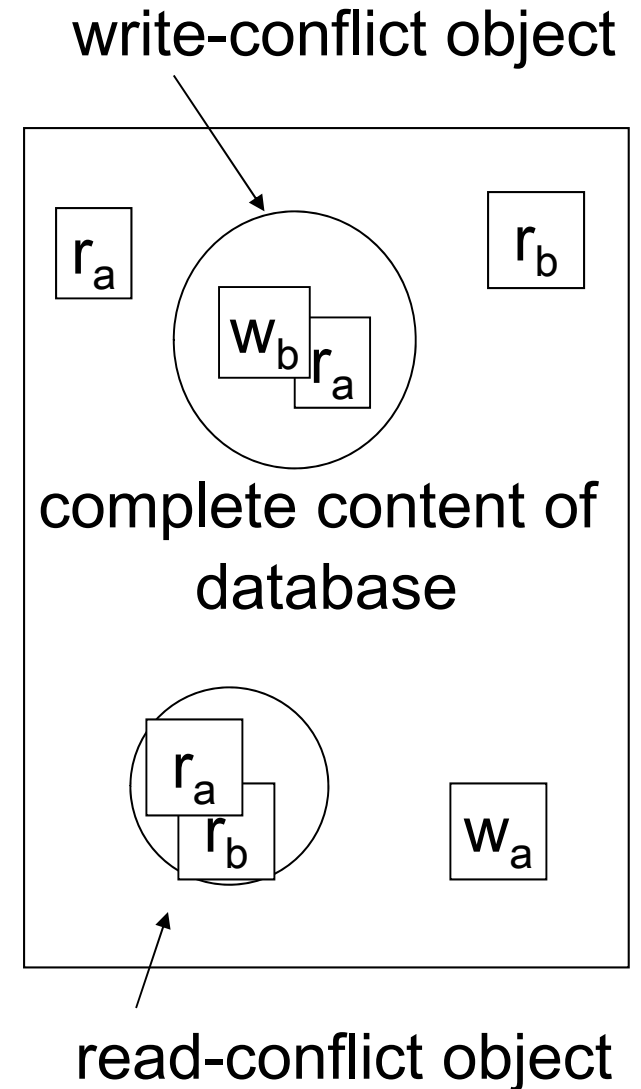 write-conflict object
r_a
r_b
w_b
r_a
complete content of
database
r_a
r_b
w_a
read-conflict object